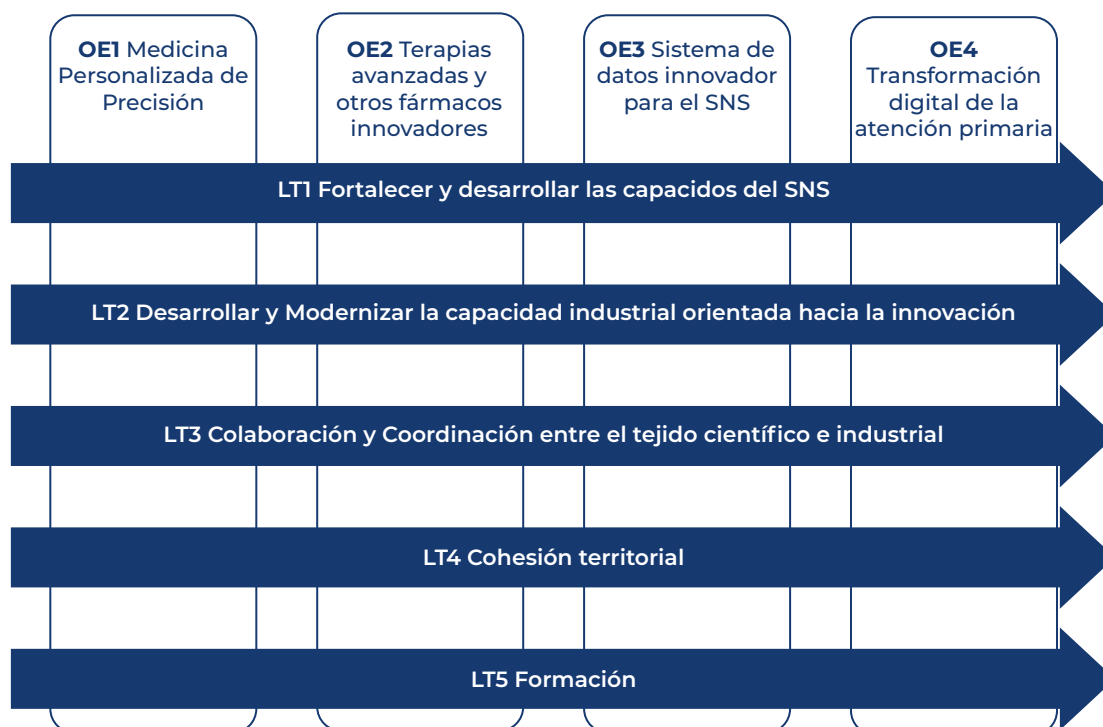 OE1 Medicina
Personalizada de
Precisión
OE2 Terapias
avanzadas y
otros fármacos
innovadores
OE3 Sistema de
datos innovador
para el SNS
OE4
Transformación
digital de la
atención primaria
LT1 Fortalecer y desarrollar las capacidos del SNS
LT2 Desarrollar y Modernizar la capacidad industrial orientada hacia la innovación
LT3 Colaboración y Coordinación entre el tejido científico e industrial
LT4 Cohesión territorial
LT5 Formación